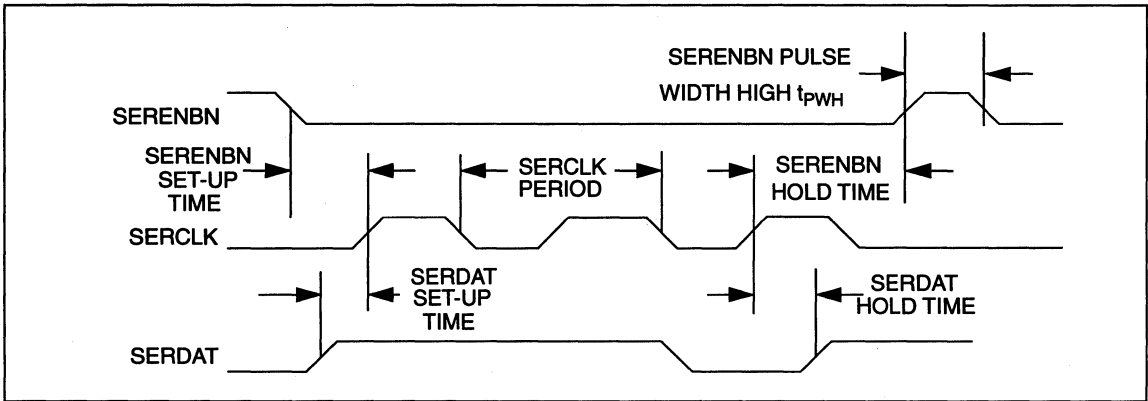 SERENBN PULSE
WIDTH HIGH tPWH
SERENBN
SERENBN
SET-UP
TIME
SERCLK
PERIOD
SERENBN
HOLD TIME
SERCLK
SERDAT
SET-UP
TIME
SERDAT
HOLD TIME
SERDAT